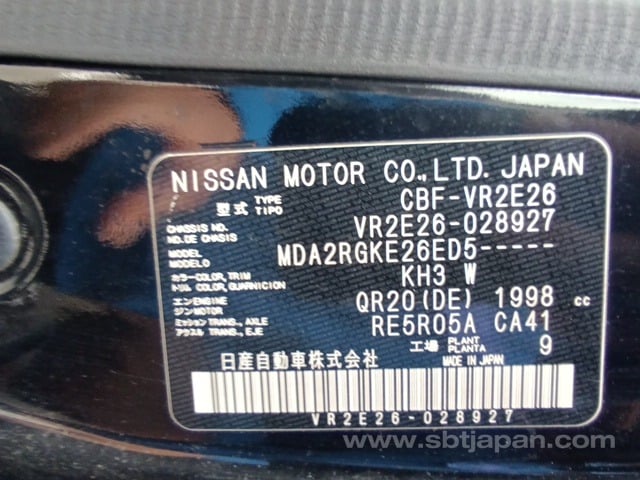 NISSAN MOTOR CO.,LTD. JAPAN
型式 TYPE TIPO CBF-VR2E26
CHASSIS NO. NO.DE CHASIS VR2E26-028927
MODEL MODELO MDA2RGKE26ED5-----
カラー COLOR,TRIM トリム COLOR,GUARNICION KH3 W
エンジン ENGINE MOTOR QR20(DE) 1998 cc
ミッション TRANS., AXLE アクスル TRANS., EJE RE5R05A CA41
工場 PLANT PLANTA 9
日産自動車株式会社 MADE IN JAPAN
VR2E26-028927
www.sbtjapan.com